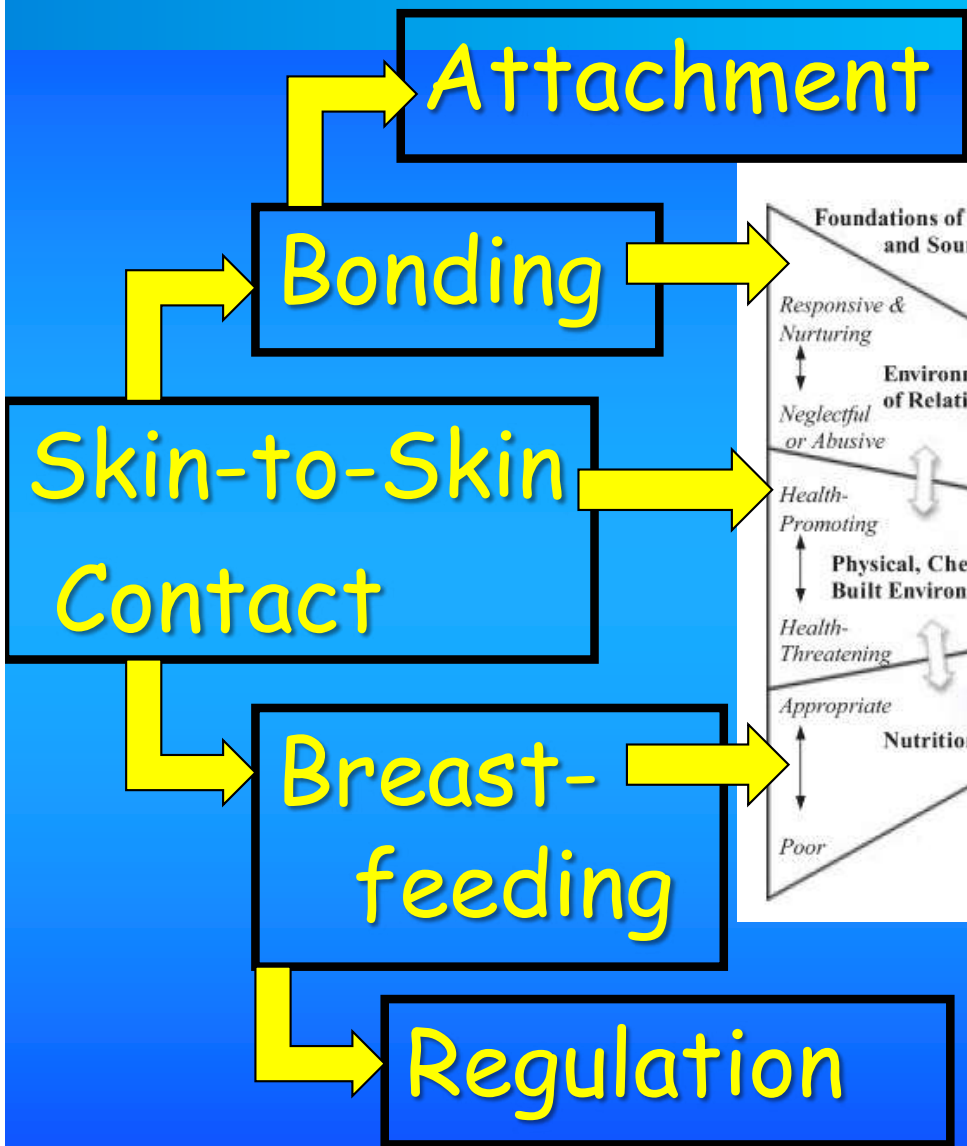 Attachment
Bonding
Skin-to-Skin
Contact
Breast-
feeding
Regulation
Foundations of
and Sour
Responsive &
Nurturing
Environn
of Relati
Neglectful
or Abusive
Health-
Promoting
Physical, Che
Built Environ
Health-
Threatening
Appropriate
Nutrition
Poor